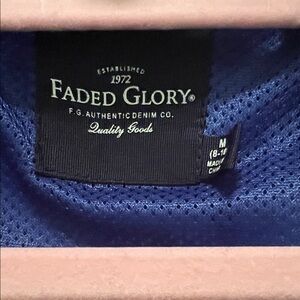 ESTABLISHED
1972
FADED GLORY®
F.G. AUTHENTIC DENIM CO.
Quality Goods
M